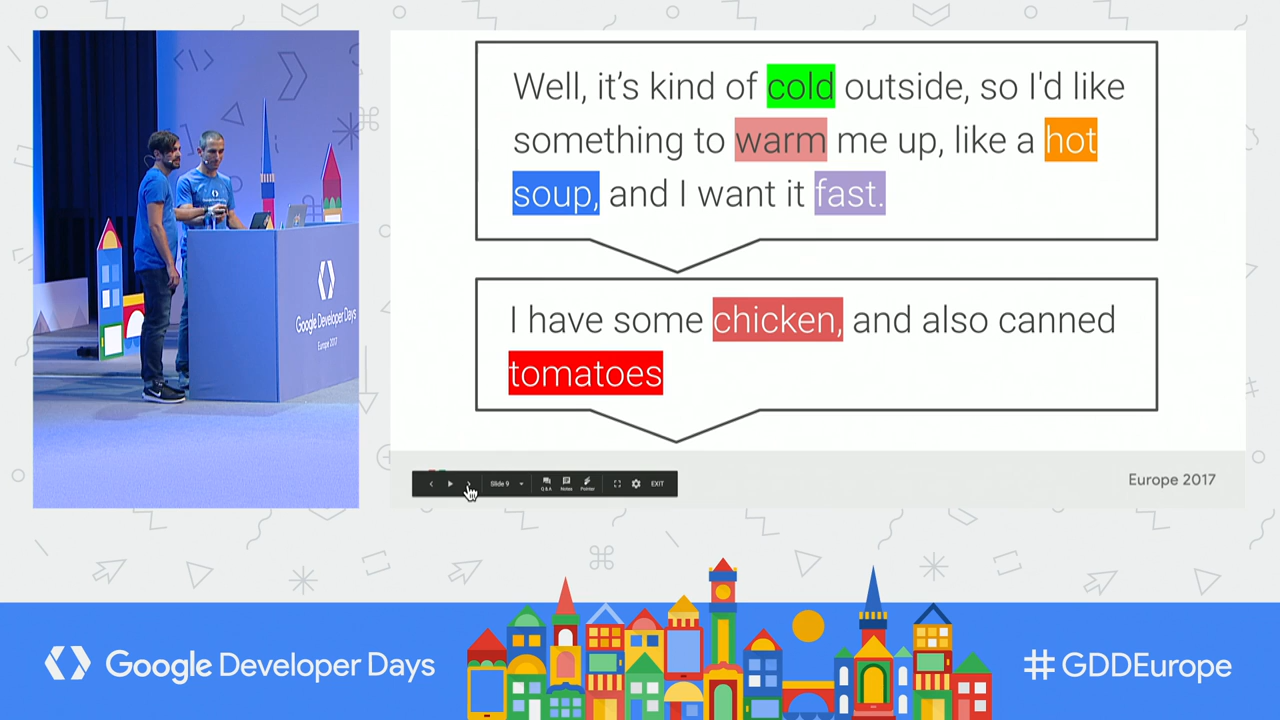 Well, it's kind of cold outside, so I'd like
something to warm me up, like a hot
soup, and I want it fast.
I have some chicken, and also canned
tomatoes
Slide 9
Q&A
Notes
Pointer
EXIT
Europe 2017
Google Developer Days
Europe 2017
Google Developer Days
#GDDEurope